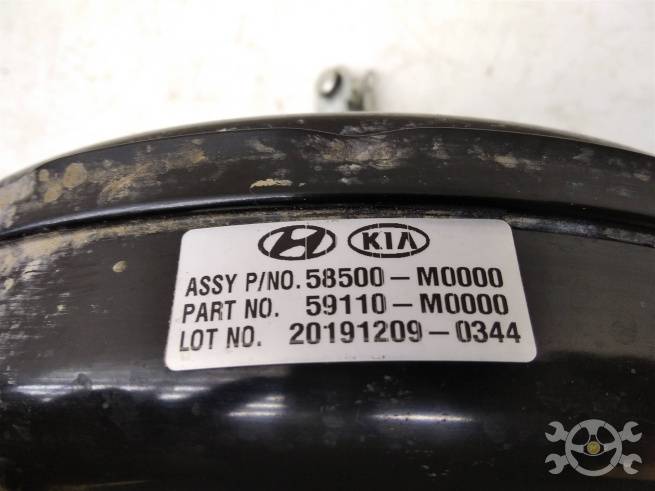 KIA
ASSY P/NO. 58500-M0000
PART NO. 59110-M0000
LOT NO. 20191209-0344